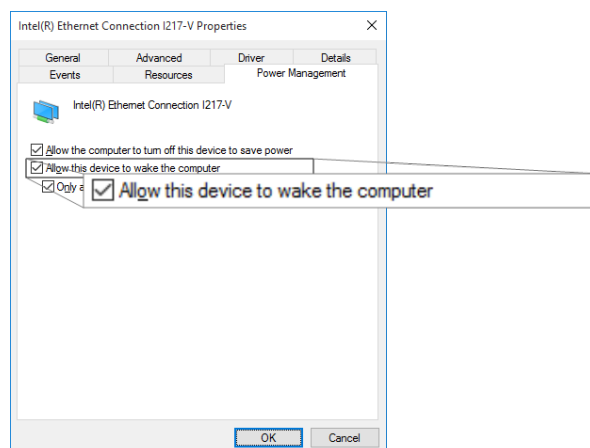 Intel(R) Ethernet Connection I217-V Properties
General Advanced Driver Details
Events Resources Power Management
Intel(R) Ethernet Connection I217-V
Allow the computer to turn off this device to save power
Allow this device to wake the computer
Only a
Allow this device to wake the computer
OK Cancel